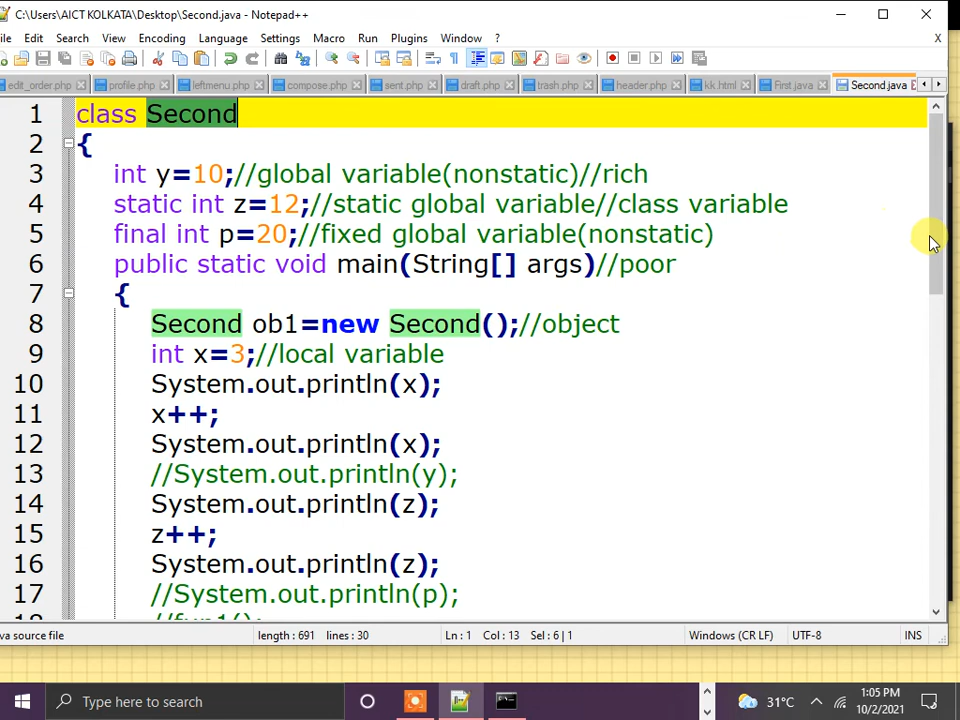 C:\Users\AICT KOLKATA\Desktop\Second.java - Notepad++
ile Edit Search View Encoding Language Settings Macro Run Plugins Window ? X
edit_order.php profile.php leftmenu.php compose.php sent.php draft.php trash.php header.php kk.html First.java Second.java
1 class Second
2 {
3 int y=10;//global variable(nonstatic)//rich
4 static int z=12;//static global variable//class variable
5 final int p=20;//fixed global variable(nonstatic)
6 public static void main(String[] args)//poor
7 {
8 Second ob1=new Second();//object
9 int x=3;//local variable
10 System.out.println(x);
11 x++;
12 System.out.println(x);
13 //System.out.println(y);
14 System.out.println(z);
15 z++;
16 System.out.println(z);
17 //System.out.println(p);
18 //fun1();
va source file length : 691 lines : 30 Ln : 1 Col : 13 Sel : 6 | 1 Windows (CR LF) UTF-8 INS
Type here to search 31°C 1:05 PM
10/2/2021